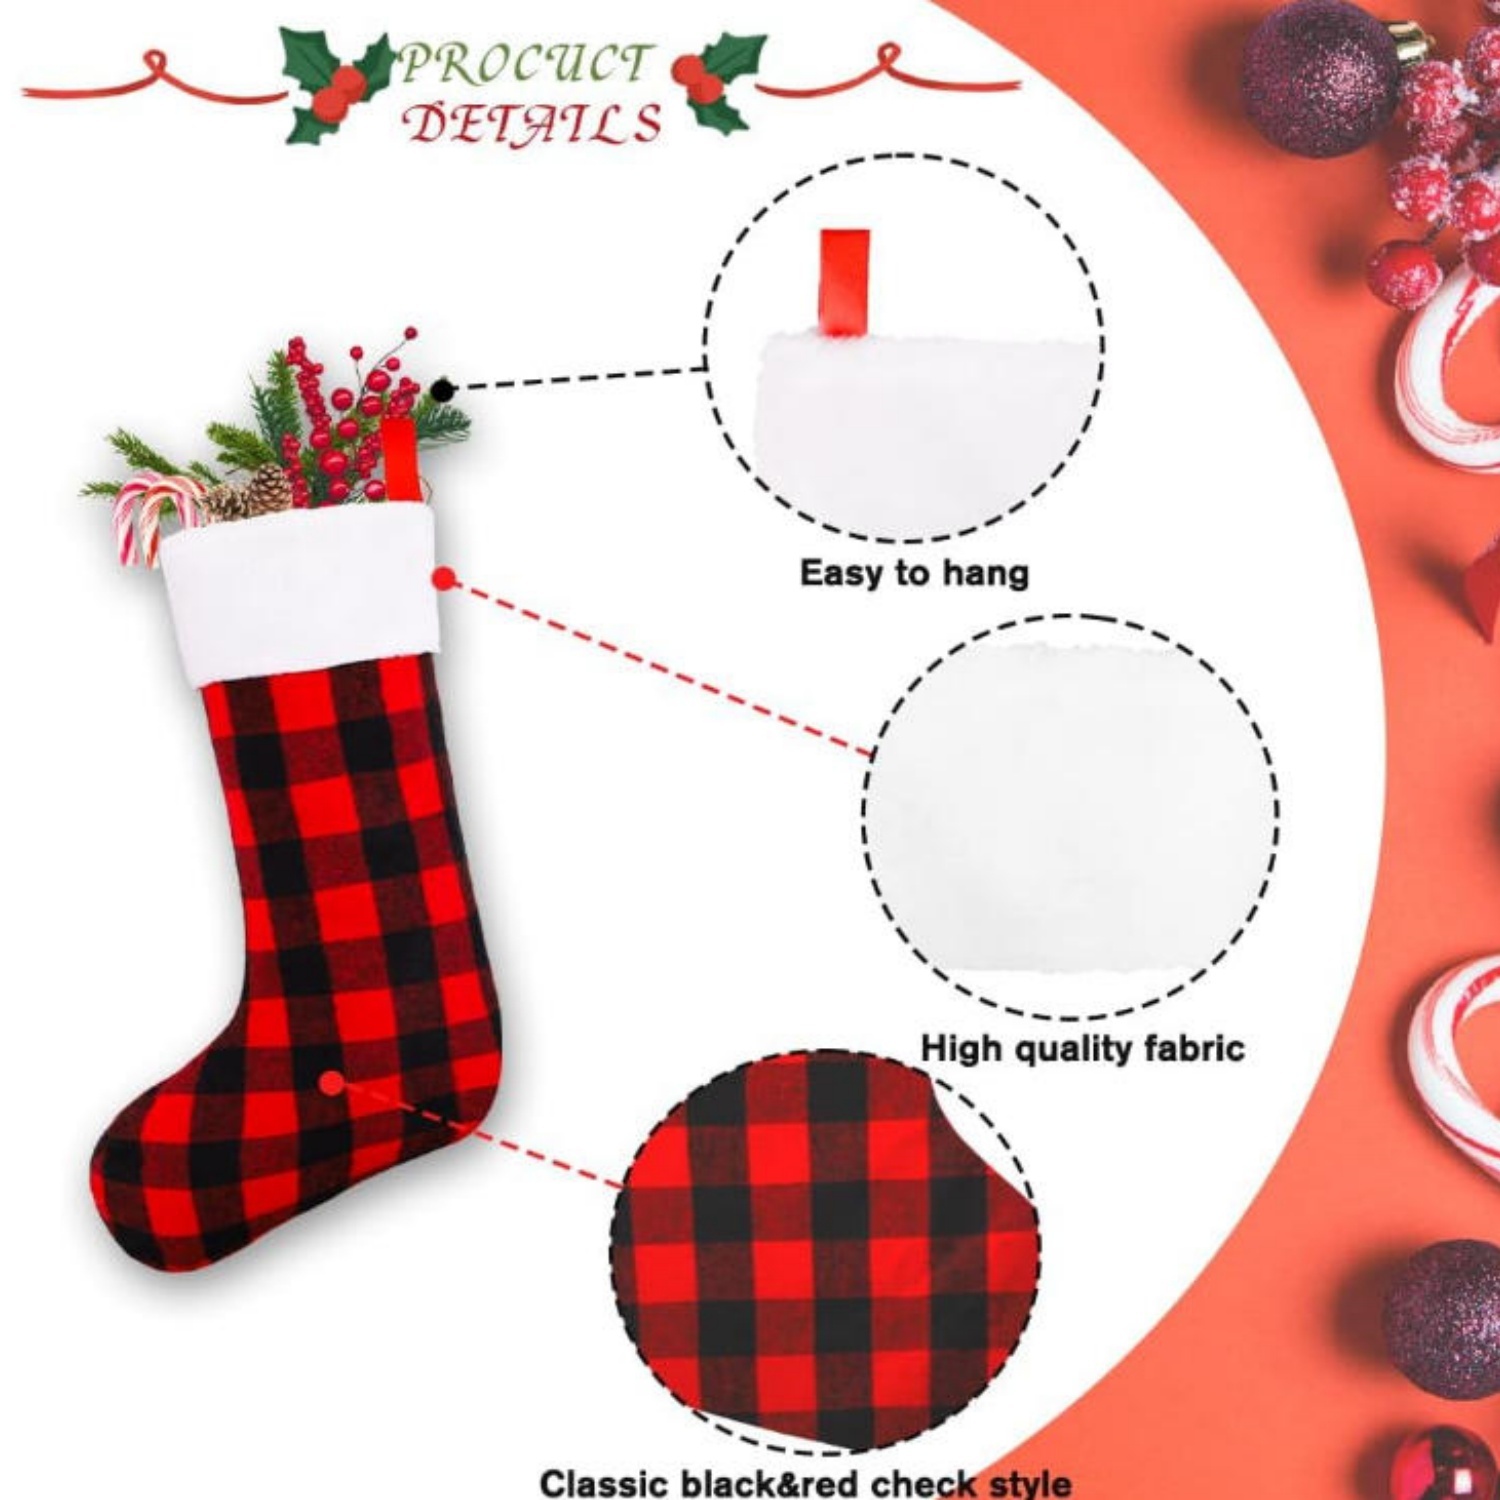 PROCUCT
DETAILS
Easy to hang
High quality fabric
Classic black&red check style